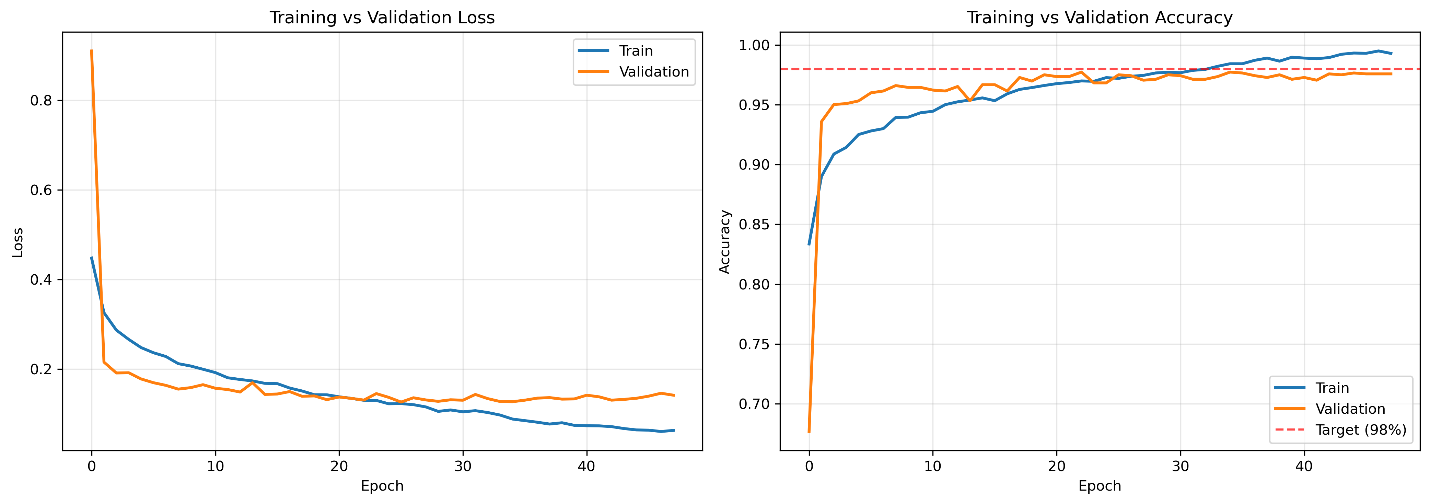 Training vs Validation Loss
Train
Validation
0.8
0.6
0.4
0.2
Loss
0
10
20
30
40
Epoch
Training vs Validation Accuracy
1.00
0.95
0.90
0.85
0.80
0.75
0.70
Accuracy
Train
Validation
Target (98%)
0
10
20
30
40
Epoch